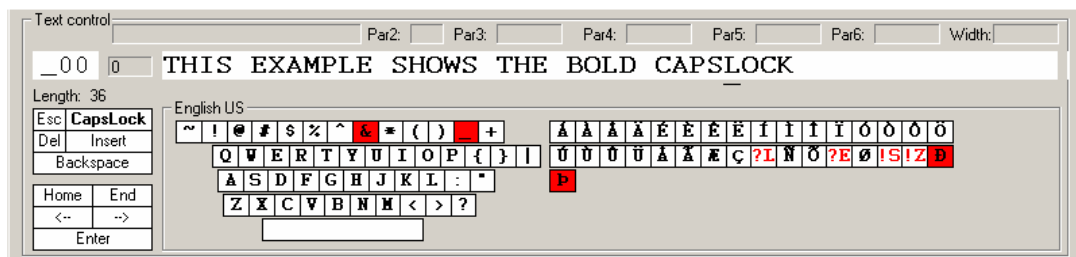 Text control
Par2: Par3: Par4: Par5: Par6: Width:
_00 0 THIS EXAMPLE SHOWS THE BOLD CAPSLOCK
Length: 36
English US
Esc CapsLock
Del Insert
Backspace
Home End
<-- -->
Enter
~ ! @ # $ % ^ & * ( ) _ +
Q W E R T Y U I O P { } |
A S D F G H J K L : "
Z X C V B N M < > ?
Á À Â Ä É È Ê Ë Í Ì Î Ï Ó Ò Ô Ö
Ú Ù Û Ü Å Ã Æ Ç ?L Ñ Õ ?E Ø !S !Z Ð
Þ